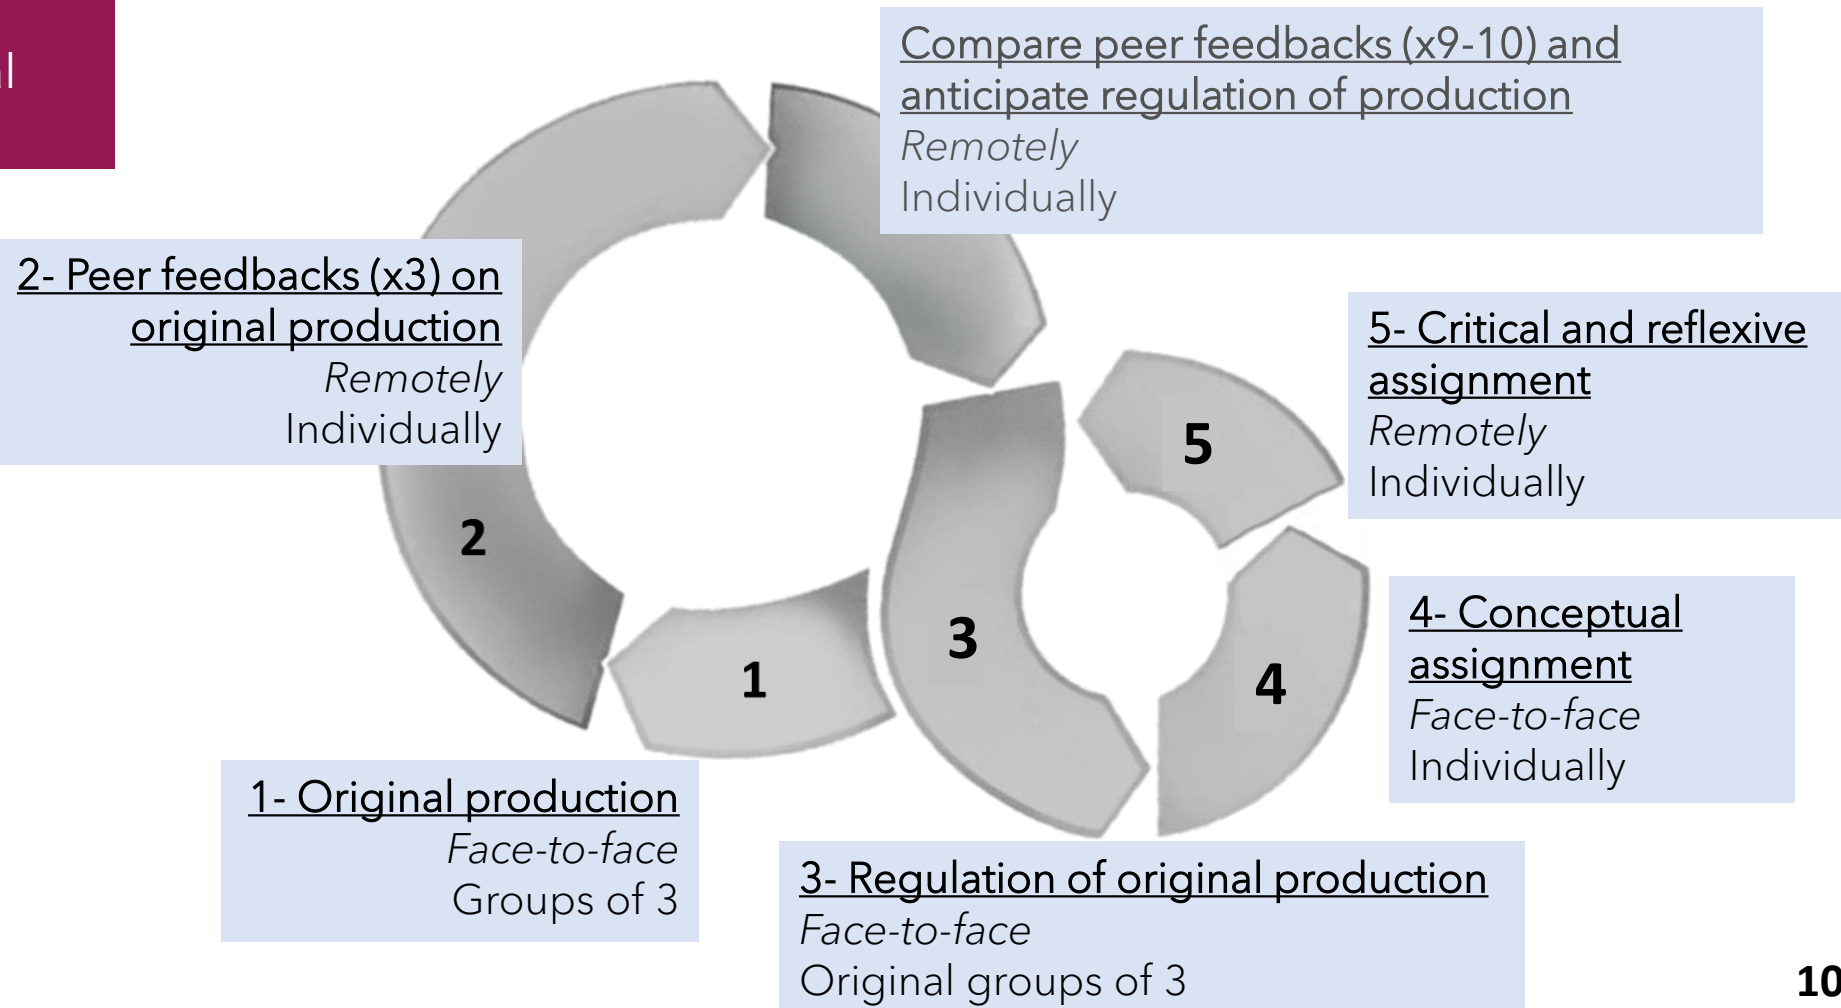 al
Compare peer feedbacks (x9-10) and
anticipate regulation of production
Remotely
Individually
2- Peer feedbacks (x3) on
original production
Remotely
Individually
5- Critical and reflexive
assignment
Remotely
Individually
5
2
4- Conceptual
assignment
Face-to-face
Individually
3
1
4
1- Original production
Face-to-face
Groups of 3
3- Regulation of original production
Face-to-face
Original groups of 3
10